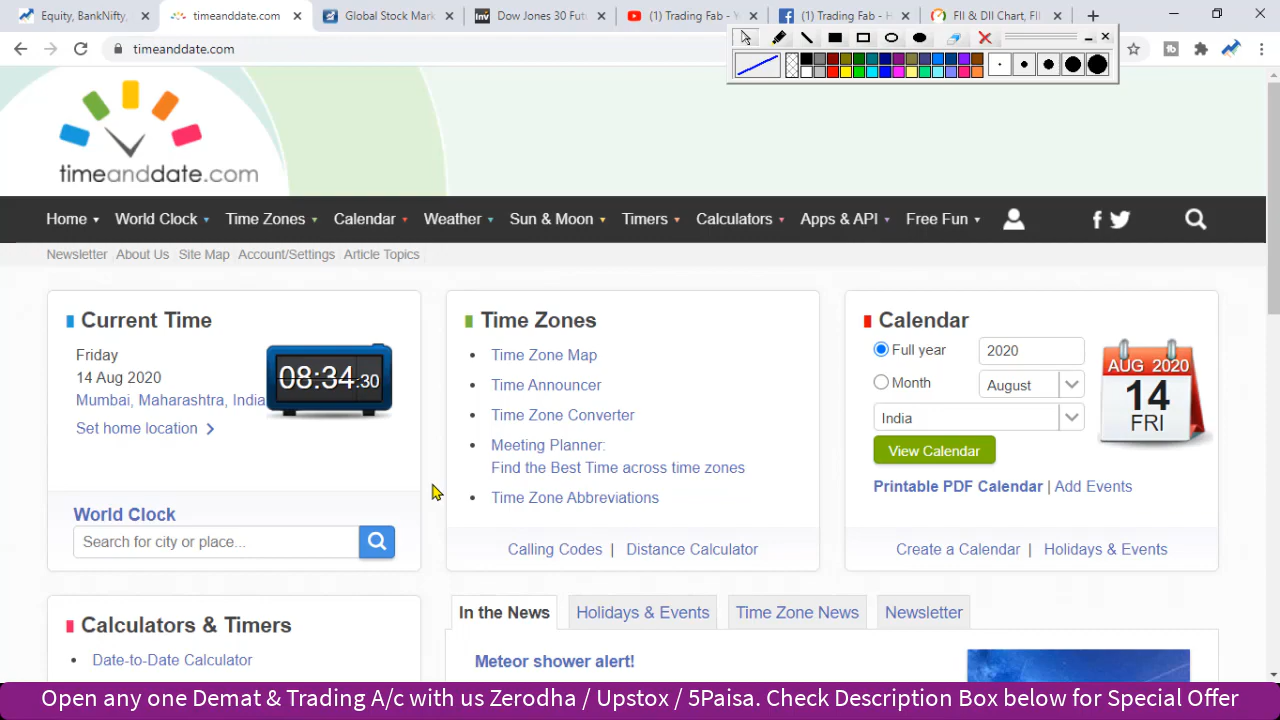 Equity, BankNifty,
timeanddate.com
Global Stock Mark
Dow Jones 30 Fut
(1) Trading Fab - Y
(1) Trading Fab - H
FII & DII Chart, FI
timeanddate.com
timeanddate.com
Home World Clock Time Zones Calendar Weather Sun & Moon Timers Calculators Apps & API Free Fun
Newsletter About Us Site Map Account/Settings Article Topics
Current Time
Friday
14 Aug 2020
Mumbai, Maharashtra, India
Set home location
08:34:30
World Clock
Search for city or place...
Time Zones
Time Zone Map
Time Announcer
Time Zone Converter
Meeting Planner:
Find the Best Time across time zones
Time Zone Abbreviations
Calling Codes | Distance Calculator
Calendar
Full year 2020
Month August
India
View Calendar
AUG 2020
14
FRI
Printable PDF Calendar | Add Events
Create a Calendar | Holidays & Events
Calculators & Timers
Date-to-Date Calculator
In the News Holidays & Events Time Zone News Newsletter
Meteor shower alert!
Open any one Demat & Trading A/c with us Zerodha / Upstox / 5Paisa. Check Description Box below for Special Offer